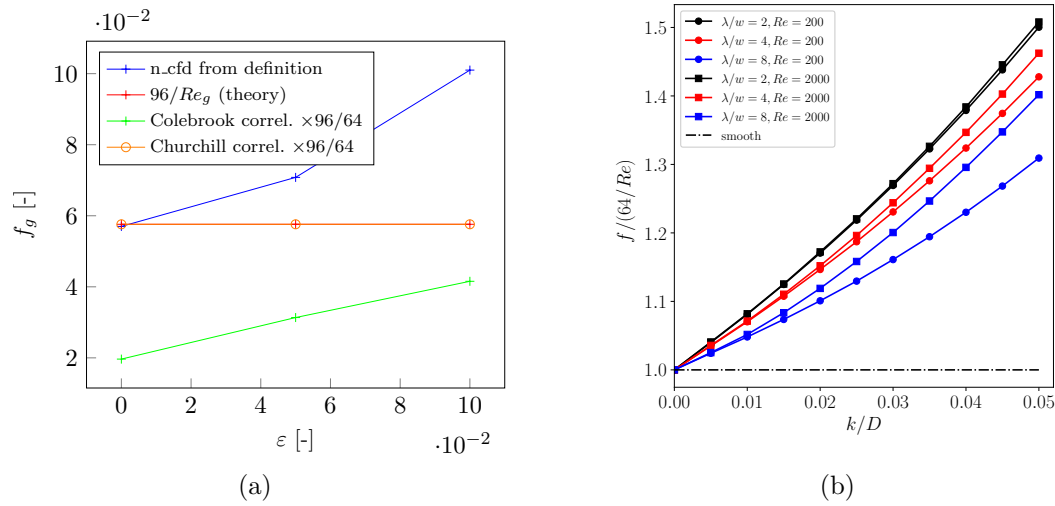 ·10⁻²
10
8
6
4
2
f_g [-]
n_cfd from definition
96/Re_g (theory)
Colebrook correl. ×96/64
Churchill correl. ×96/64
0 2 4 6 8 10
ε [-]
·10⁻²
(a)
1.5
1.4
1.3
1.2
1.1
1.0
f/(64/Re)
λ/w = 2, Re = 200
λ/w = 4, Re = 200
λ/w = 8, Re = 200
λ/w = 2, Re = 2000
λ/w = 4, Re = 2000
λ/w = 8, Re = 2000
smooth
0.00 0.01 0.02 0.03 0.04 0.05
k/D
(b)